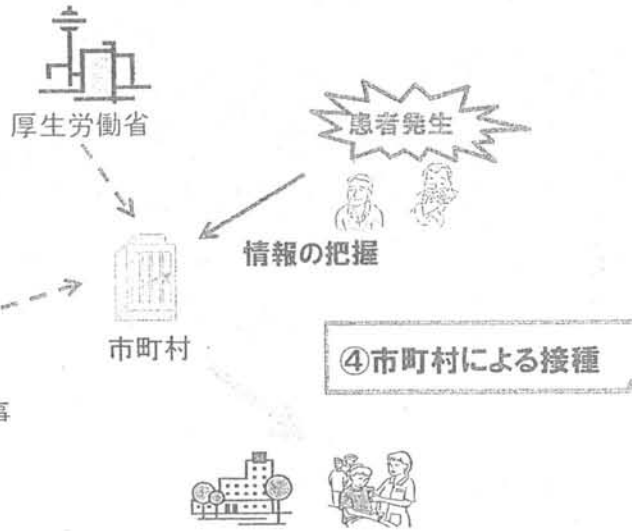 厚生労働省
患者発生
情報の把握
市町村
④市町村による接種
事